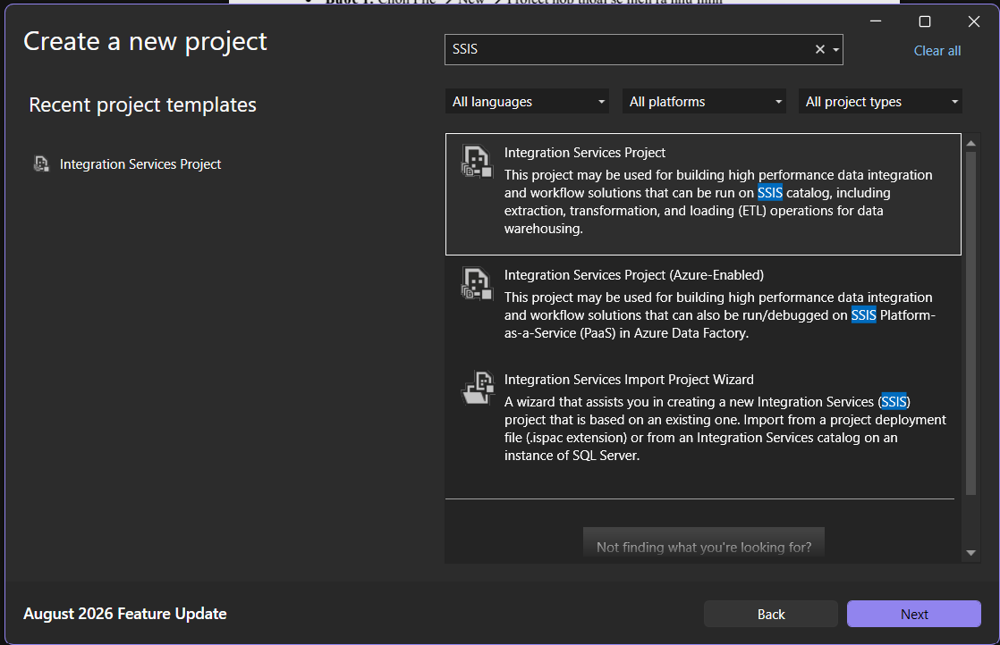 Create a new project
SSIS
Clear all
Recent project templates
All languages
All platforms
All project types
Integration Services Project
Integration Services Project
This project may be used for building high performance data integration
and workflow solutions that can be run on SSIS catalog, including
extraction, transformation, and loading (ETL) operations for data
warehousing.
Integration Services Project (Azure-Enabled)
This project may be used for building high performance data integration
and workflow solutions that can also be run/debugged on SSIS Platform-
as-a-Service (PaaS) in Azure Data Factory.
Integration Services Import Project Wizard
A wizard that assists you in creating a new Integration Services (SSIS)
project that is based on an existing one. Import from a project deployment
file (.ispac extension) or from an Integration Services catalog on an
instance of SQL Server.
Not finding what you're looking for?
August 2026 Feature Update
Back
Next